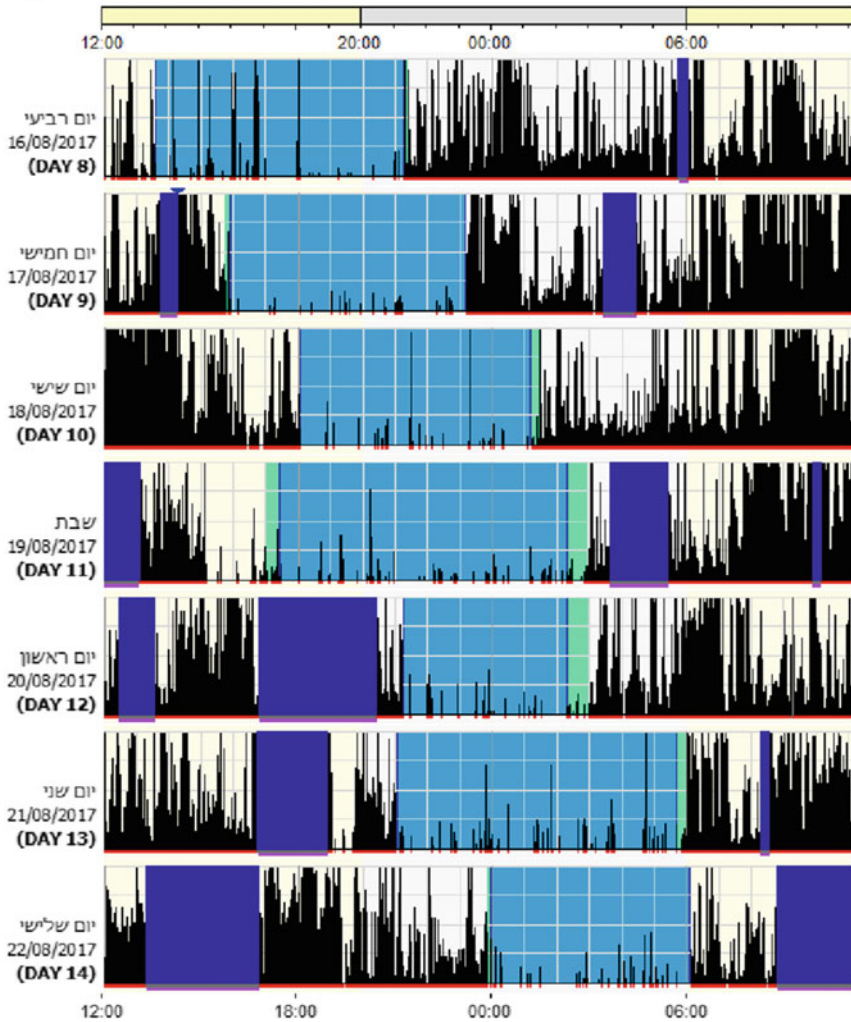 12:00 20:00 00:00 06:00
יום רביעי
16/08/2017
(DAY 8)
יום חמישי
17/08/2017
(DAY 9)
יום שישי
18/08/2017
(DAY 10)
שבת
19/08/2017
(DAY 11)
יום ראשון
20/08/2017
(DAY 12)
יום שני
21/08/2017
(DAY 13)
יום שלישי
22/08/2017
(DAY 14)
12:00 18:00 00:00 06:00